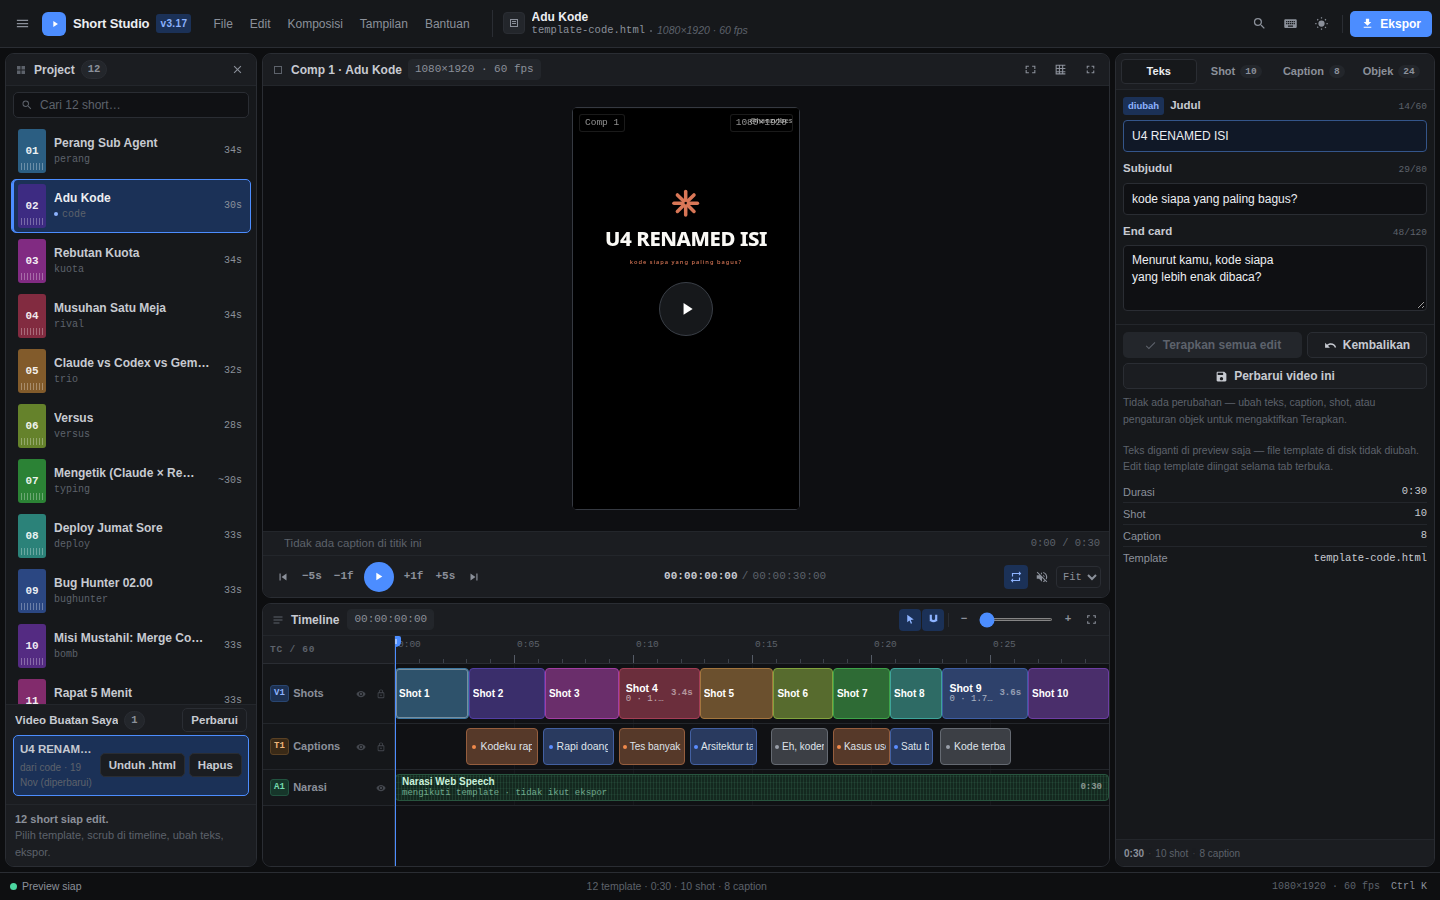 Short Studio v3.17 File Edit Komposisi Tampilan Bantuan
Adu Kode
template-code.html · 1080×1920 · 60 fps
Ekspor
Project 12
Cari 12 short…
01 Perang Sub Agent 34s
perang
02 Adu Kode 30s
code
03 Rebutan Kuota 34s
kuota
04 Musuhan Satu Meja 34s
rival
05 Claude vs Codex vs Gem… 32s
trio
06 Versus 28s
versus
07 Mengetik (Claude × Re… ~30s
typing
08 Deploy Jumat Sore 33s
deploy
09 Bug Hunter 02.00 33s
bughunter
10 Misi Mustahil: Merge Co… 33s
bomb
11 Rapat 5 Menit 33s
Video Buatan Saya 1 Perbarui
U4 RENAM…
dari code · 19
Nov (diperbarui)
Unduh .html Hapus
12 short siap edit.
Pilih template, scrub di timeline, ubah teks,
ekspor.
Comp 1 · Adu Kode 1080×1920 · 60 fps
Comp 1
1080×1920
U4 RENAMED ISI
kode siapa yang paling bagus?
Tidak ada caption di titik ini 0:00 / 0:30
−5s −1f +1f +5s 00:00:00:00 / 00:00:30:00 Fit
Timeline 00:00:00:00 − +
TC / 60 0:00 0:05 0:10 0:15 0:20 0:25
V1 Shots
Shot 1 Shot 2 Shot 3 Shot 4 3.4s Shot 5 Shot 6 Shot 7 Shot 8 Shot 9 3.6s Shot 10
0 · 1.… 0 · 1.7…
T1 Captions
Kodeku rap Rapi doang Tes banyak Arsitektur ta Eh, koder Kasus us Satu b Kode terba
A1 Narasi
Narasi Web Speech
mengikuti template · tidak ikut ekspor 0:30
Teks Shot 10 Caption 8 Objek 24
diubah Judul 14/60
U4 RENAMED ISI
Subjudul 29/80
kode siapa yang paling bagus?
End card 48/120
Menurut kamu, kode siapa
yang lebih enak dibaca?
Terapkan semua edit Kembalikan
Perbarui video ini
Tidak ada perubahan — ubah teks, caption, shot, atau
pengaturan objek untuk mengaktifkan Terapkan.
Teks diganti di preview saja — file template di disk tidak diubah.
Edit tiap template diingat selama tab terbuka.
Durasi 0:30
Shot 10
Caption 8
Template template-code.html
0:30 · 10 shot · 8 caption
Preview siap 12 template · 0:30 · 10 shot · 8 caption 1080×1920 · 60 fps Ctrl K